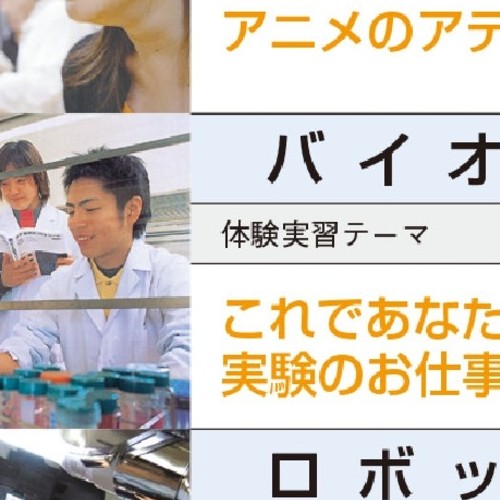 アニメのアテ
バイオ
体験実習テーマ
これであなた
実験のお仕事
ロボッ